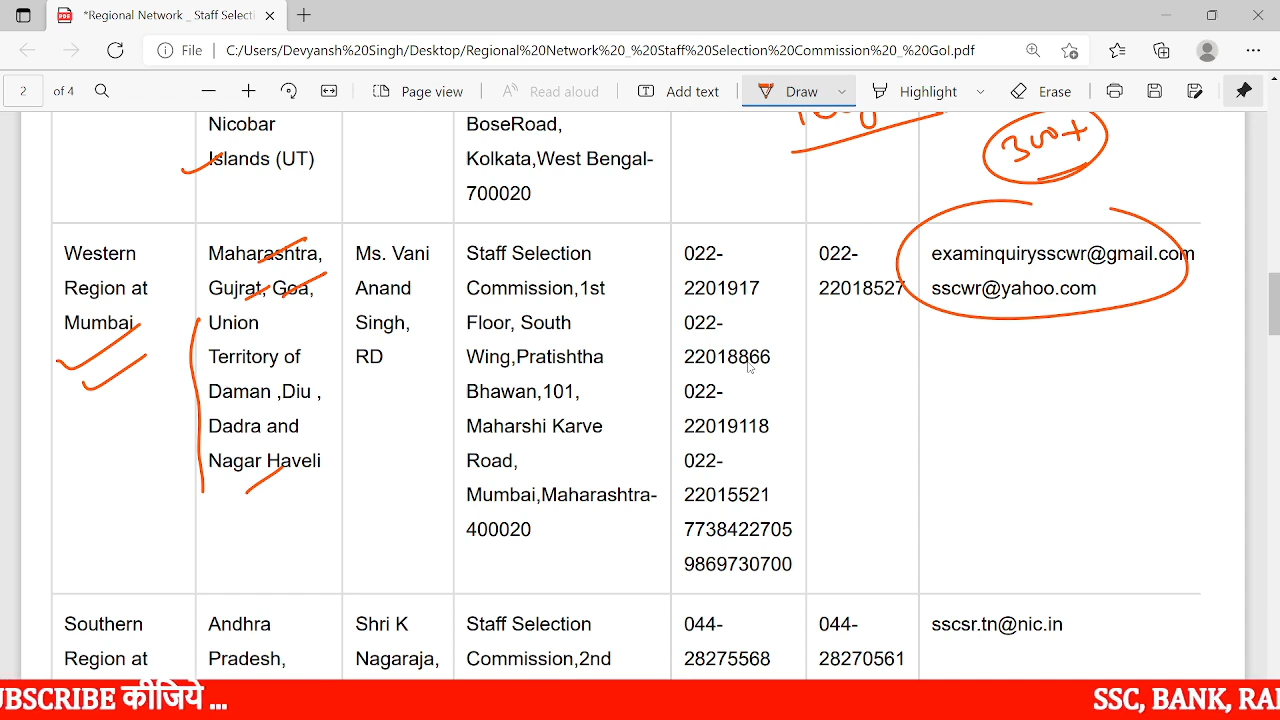 *Regional Network _ Staff Selecti
File
C:/Users/Devyansh%20Singh/Desktop/Regional%20Network%20_%20Staff%20Selection%20Commission%20_%20GoI.pdf
2 of 4
Page view
Read aloud
Add text
Draw
Highlight
Erase
Nicobar
Islands (UT)
BoseRoad,
Kolkata,West Bengal-
700020
300+
Western
Region at
Mumbai
Maharashtra,
Gujrat, Goa,
Union
Territory of
Daman ,Diu ,
Dadra and
Nagar Haveli
Ms. Vani
Anand
Singh,
RD
Staff Selection
Commission,1st
Floor, South
Wing,Pratishtha
Bhawan,101,
Maharshi Karve
Road,
Mumbai,Maharashtra-
400020
022-
2201917
022-
22018866
022-
22019118
022-
22015521
7738422705
9869730700
022-
22018527
examinquirysscwr@gmail.com
sscwr@yahoo.com
Southern
Region at
Andhra
Pradesh,
Shri K
Nagaraja,
Staff Selection
Commission,2nd
044-
28275568
044-
28270561
sscsr.tn@nic.in
UBSCRIBE कीजिये ...
SSC, BANK, RA